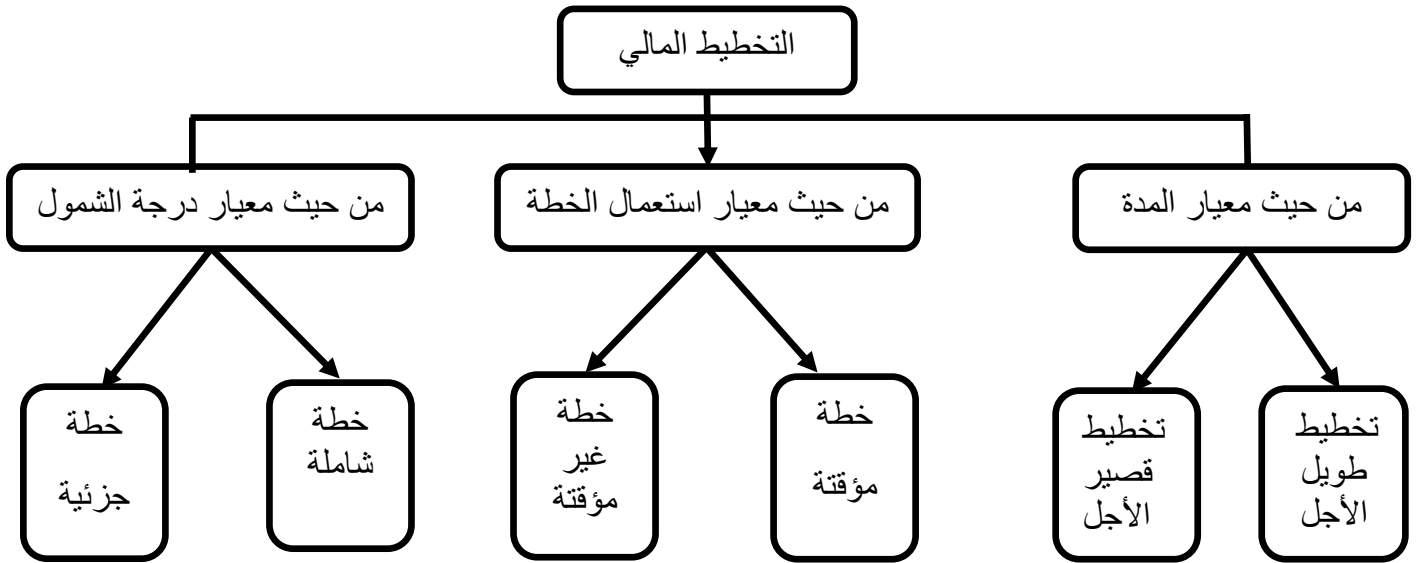 التخطيط المالي
من حيث معيار المدة
من حيث معيار استعمال الخطة
من حيث معيار درجة الشمول
تخطيط
طويل
الأجل
تخطيط
قصير
الأجل
خطة
مؤقتة
خطة
غير
مؤقتة
خطة
شاملة
خطة
جزئية